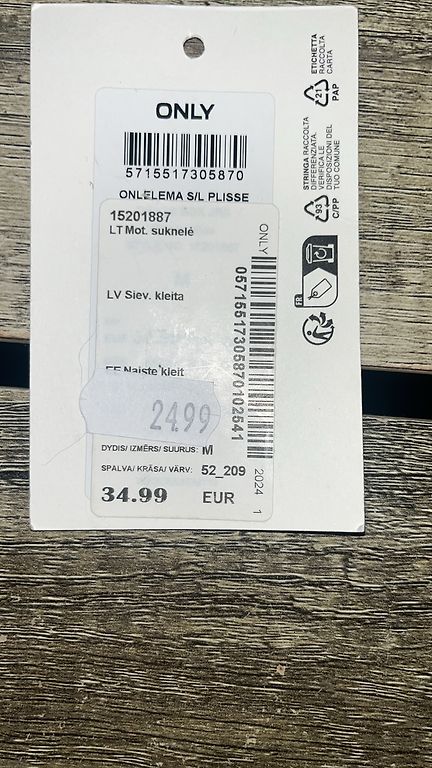 ONLY
5715517305870
ONLELEMA S/L PLISSE
15201887
LT Mot. suknelė
LV Siev. kleita
EE Naiste kleit
24.99
DYDIS/ IZMĒRS/ SUURUS: M
SPALVA/ KRĀSA/ VÄRV: 52_209
34.99 EUR
ONLY
05715517305870102541
2024 1
ETICHETTA
RACCOLTA
CARTA
21
PAP
STRINGA RACCOLTA
DIFFERENZIATA.
VERIFICA LE
DISPOSIZIONI DEL
TUO COMUNE
93
C/PP
FR